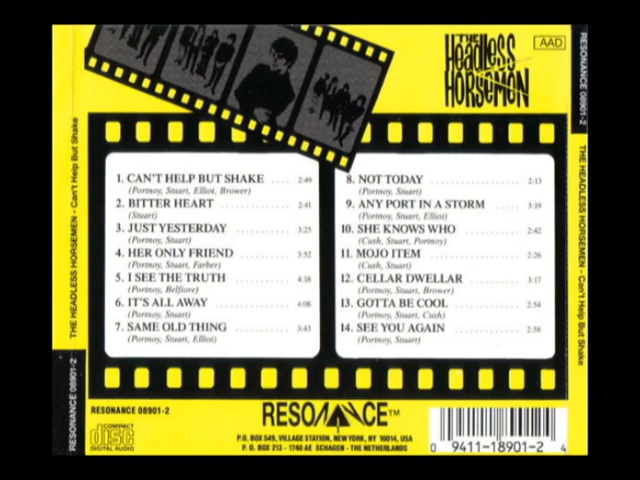 THE
HEADLESS
HORSEMEN
AAD
RESONANCE 08901-2
THE HEADLESS HORSEMEN - Can't Help But Shake
1. CAN'T HELP BUT SHAKE .... 2:49
(Portnoy, Stuart, Elliot, Brower)
2. BITTER HEART .... 2:41
(Stuart)
3. JUST YESTERDAY .... 3:25
(Portnoy, Stuart)
4. HER ONLY FRIEND .... 3:52
(Portnoy, Stuart, Farber)
5. I SEE THE TRUTH .... 4:18
(Portnoy, Belfiore)
6. IT'S ALL AWAY .... 4:08
(Portnoy, Stuart)
7. SAME OLD THING .... 3:43
(Portnoy, Stuart, Elliot)
8. NOT TODAY .... 2:13
(Portnoy, Stuart)
9. ANY PORT IN A STORM .... 3:19
(Portnoy, Stuart, Elliot)
10. SHE KNOWS WHO .... 2:42
(Cush, Stuart, Portnoy)
11. MOJO ITEM .... 2:26
(Cush, Stuart)
12. CELLAR DWELLAR .... 3:17
(Portnoy, Stuart, Brower)
13. GOTTA BE COOL .... 2:54
(Portnoy, Stuart, Cush)
14. SEE YOU AGAIN .... 2:58
(Portnoy, Stuart)
THE HEADLESS HORSEMEN - Can't Help But Shake
RESONANCE 08901-2
RESONANCE 08901-2
COMPACT
disc
DIGITAL AUDIO
RESONANCE™
P.O. BOX 549, VILLAGE STATION, NEW YORK, NY 10014, USA
P. O. BOX 213 - 1740 AE SCHAGEN - THE NETHERLANDS
0 9411-18901-2 4